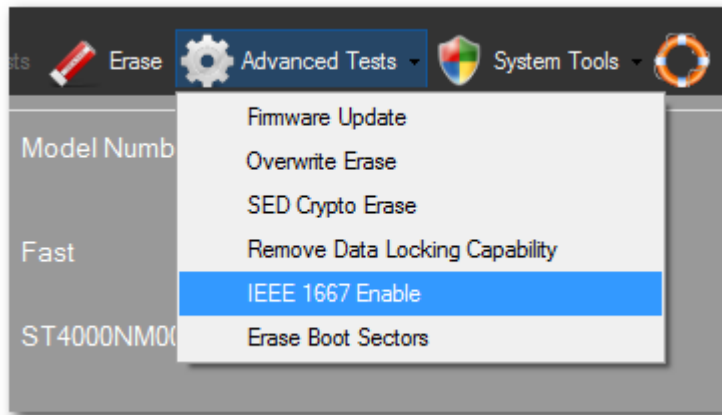 sts Erase Advanced Tests System Tools
Firmware Update
Model Numb
Overwrite Erase
SED Crypto Erase
Fast
Remove Data Locking Capability
IEEE 1667 Enable
ST4000NM00
Erase Boot Sectors